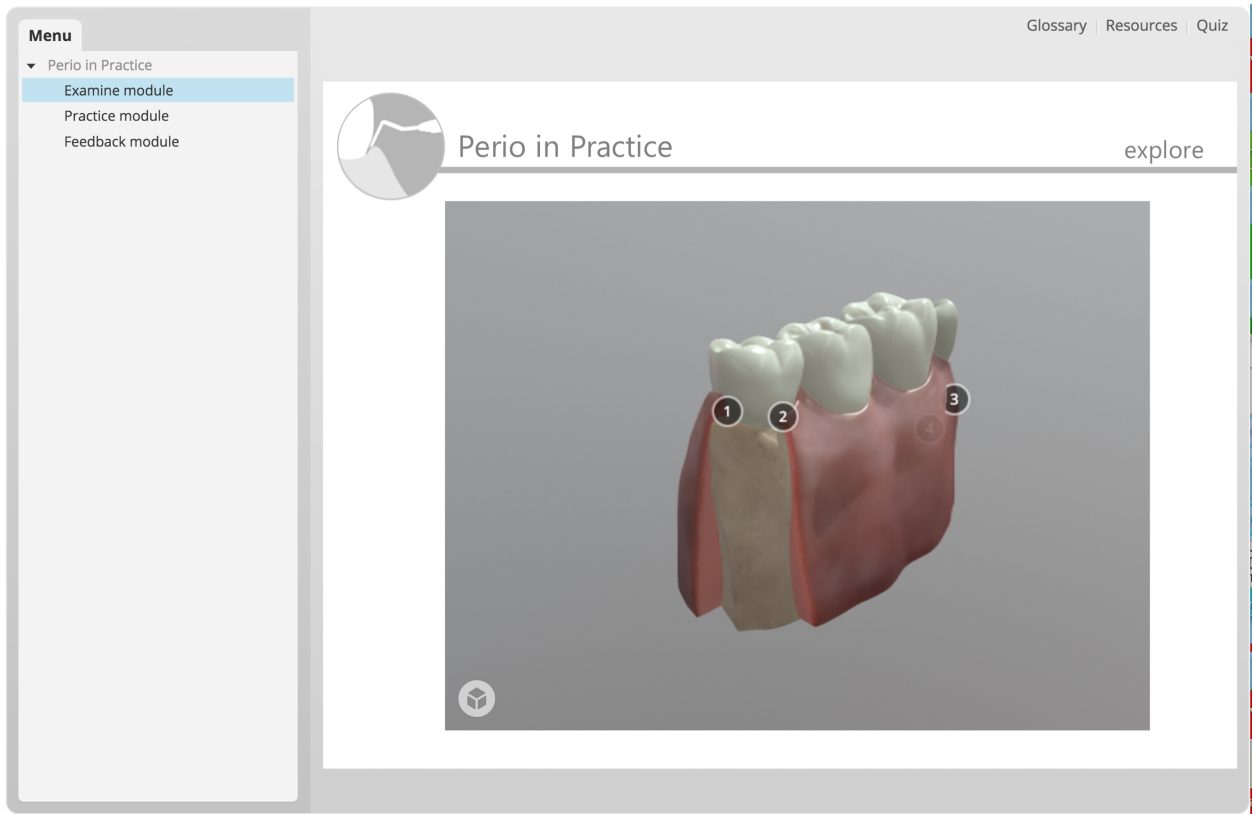 Menu
Glossary Resources Quiz
Perio in Practice
Examine module
Practice module
Feedback module
Perio in Practice
explore
1
2
3
4